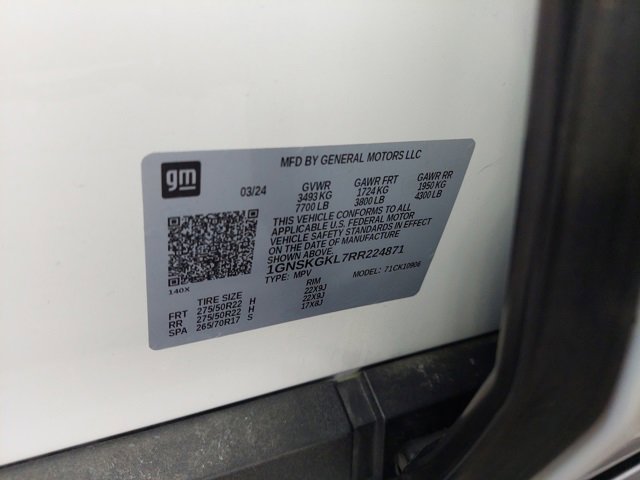 gm
MFD BY GENERAL MOTORS LLC
03/24
GVWR GAWR FRT GAWR RR
3493 KG 1724 KG 1950 KG
7700 LB 3800 LB 4300 LB
THIS VEHICLE CONFORMS TO ALL
APPLICABLE U.S. FEDERAL MOTOR
VEHICLE SAFETY STANDARDS IN EFFECT
ON THE DATE OF MANUFACTURE
SHOWN ABOVE.
1GNSKGKL7RR224871
TYPE: MPV MODEL: 71CK10906
140X
TIRE SIZE RIM
FRT 275/50R22 H 22X9J
RR 275/50R22 H 22X9J
SPA 265/70R17 S 17X8J